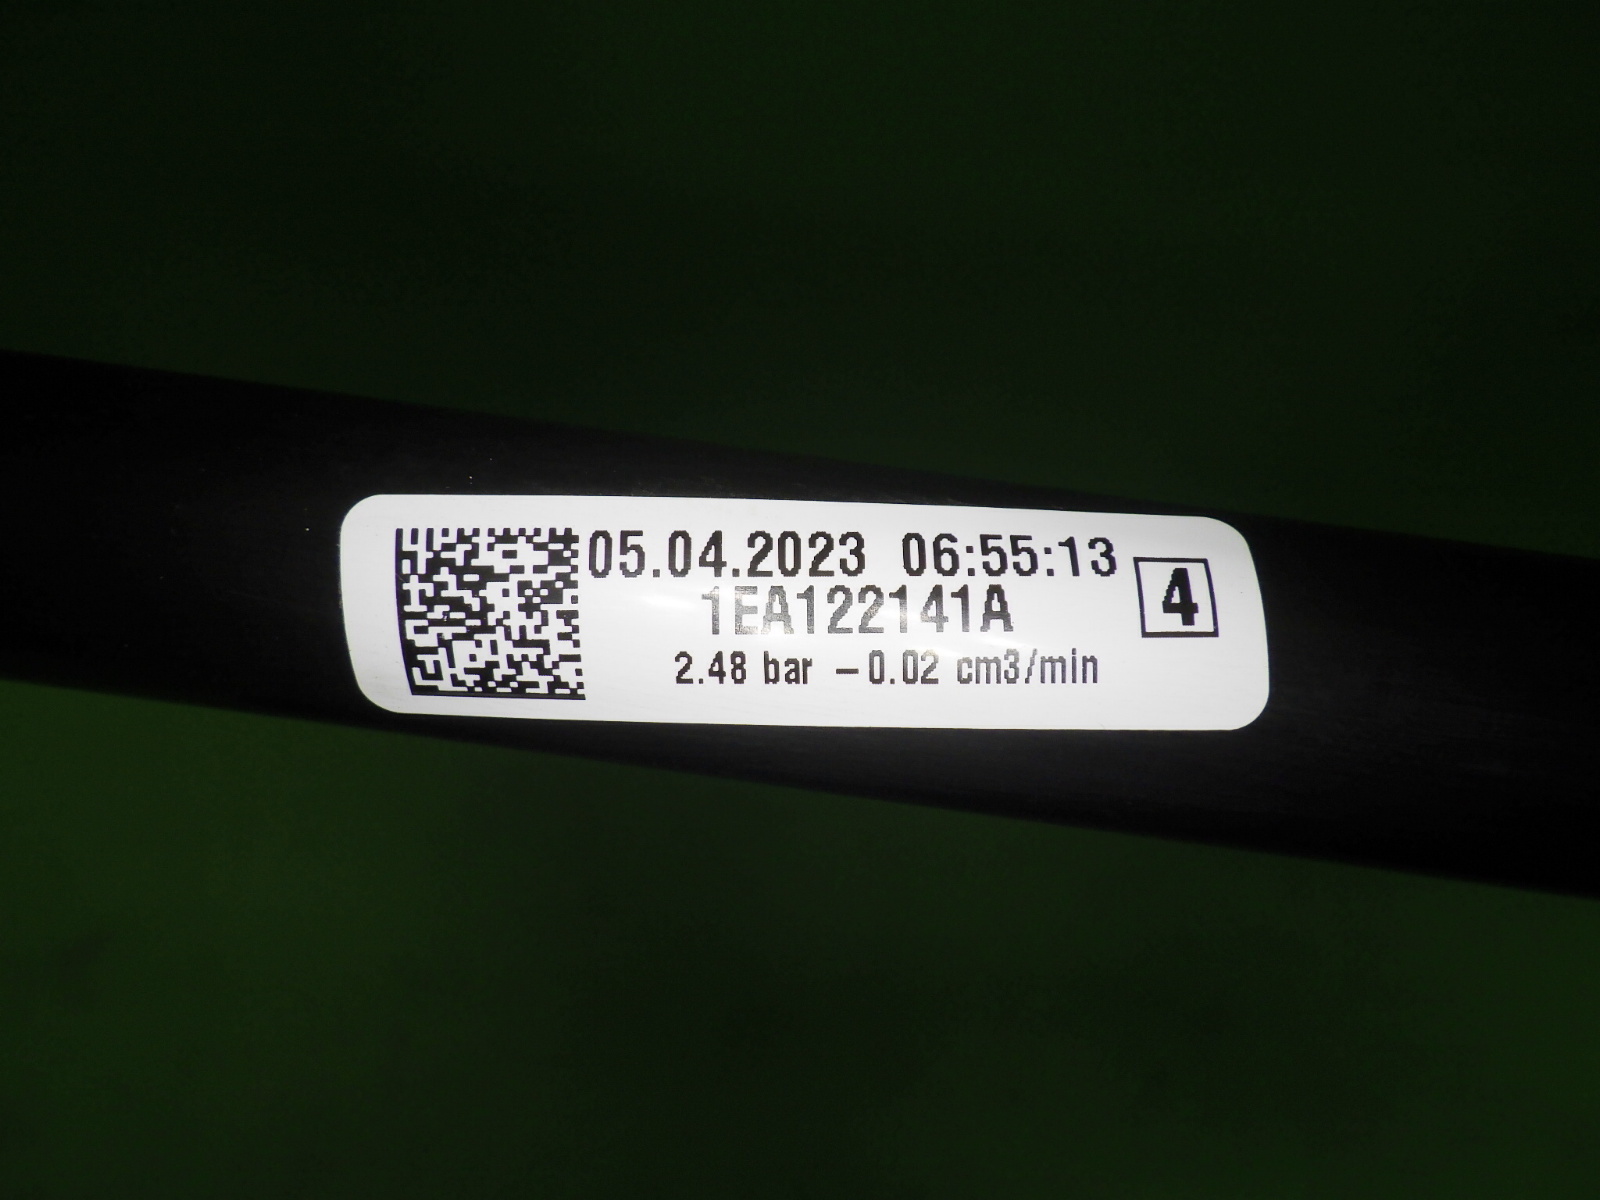 05.04.2023 06:55:13
1EA122141A
4
2.48 bar -0.02 cm3/min